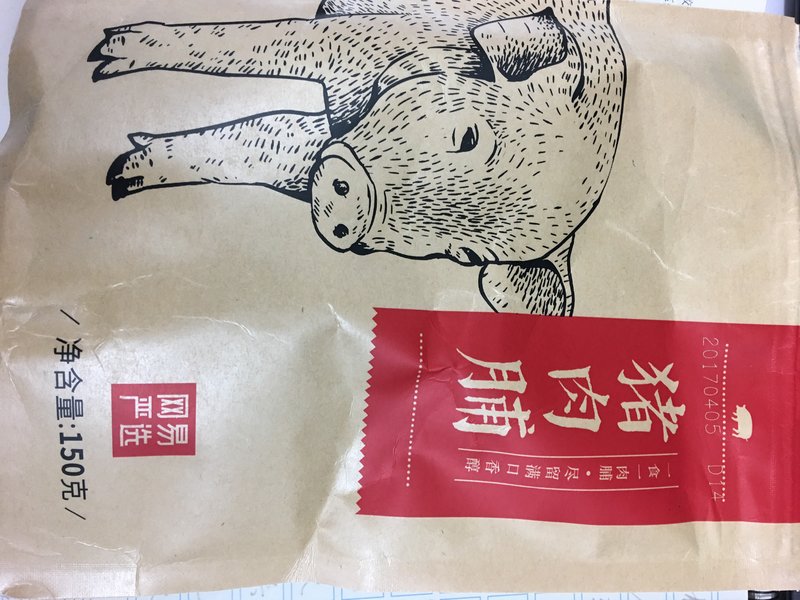 20170405 D14
猪肉脯
一食一肉脯·尽留满口香醇
网易
严选
/ 净含量:150克 /